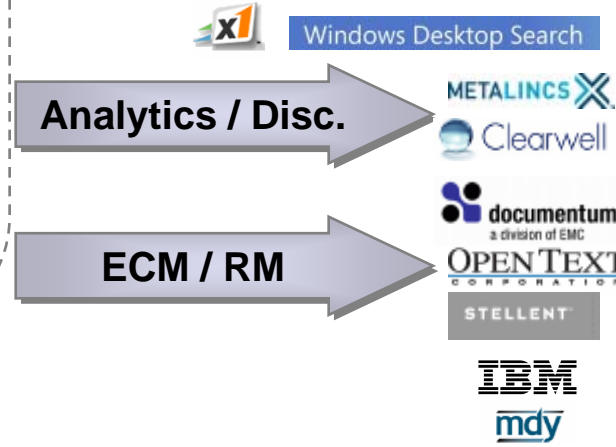 x1
Windows Desktop Search
Analytics / Disc.
METALINCS
Clearwell
documentum
a division of EMC
ECM / RM
OPEN TEXT
CORPORATION
STELLENT
IBM
mdy